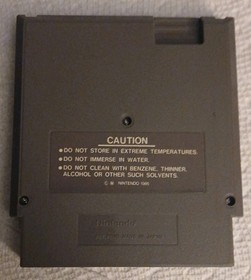 CAUTION
●DO NOT STORE IN EXTREME TEMPERATURES.
●DO NOT IMMERSE IN WATER.
●DO NOT CLEAN WITH BENZENE, THINNER,
ALCOHOL OR OTHER SUCH SOLVENTS.
NINTENDO 1985
Nintendo